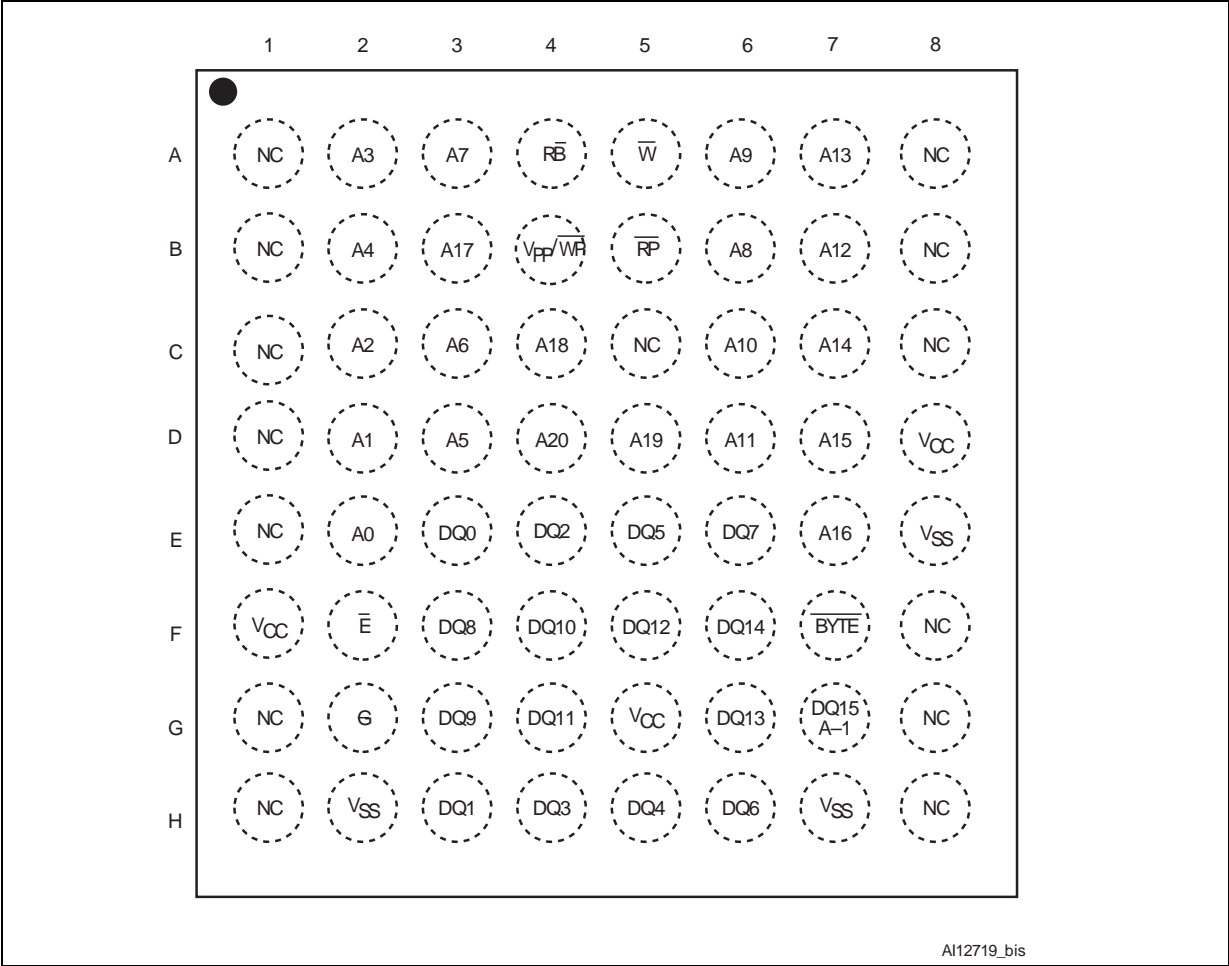 1 2 3 4 5 6 7 8
A NC A3 A7 RB̅ W̅ A9 A13 NC
B NC A4 A17 VPP/W̅P̅ R̅P̅ A8 A12 NC
C NC A2 A6 A18 NC A10 A14 NC
D NC A1 A5 A20 A19 A11 A15 VCC
E NC A0 DQ0 DQ2 DQ5 DQ7 A16 VSS
F VCC E̅ DQ8 DQ10 DQ12 DQ14 B̅Y̅T̅E̅ NC
G NC G̅ DQ9 DQ11 VCC DQ13 DQ15 A–1 NC
H NC VSS DQ1 DQ3 DQ4 DQ6 VSS NC
AI12719_bis